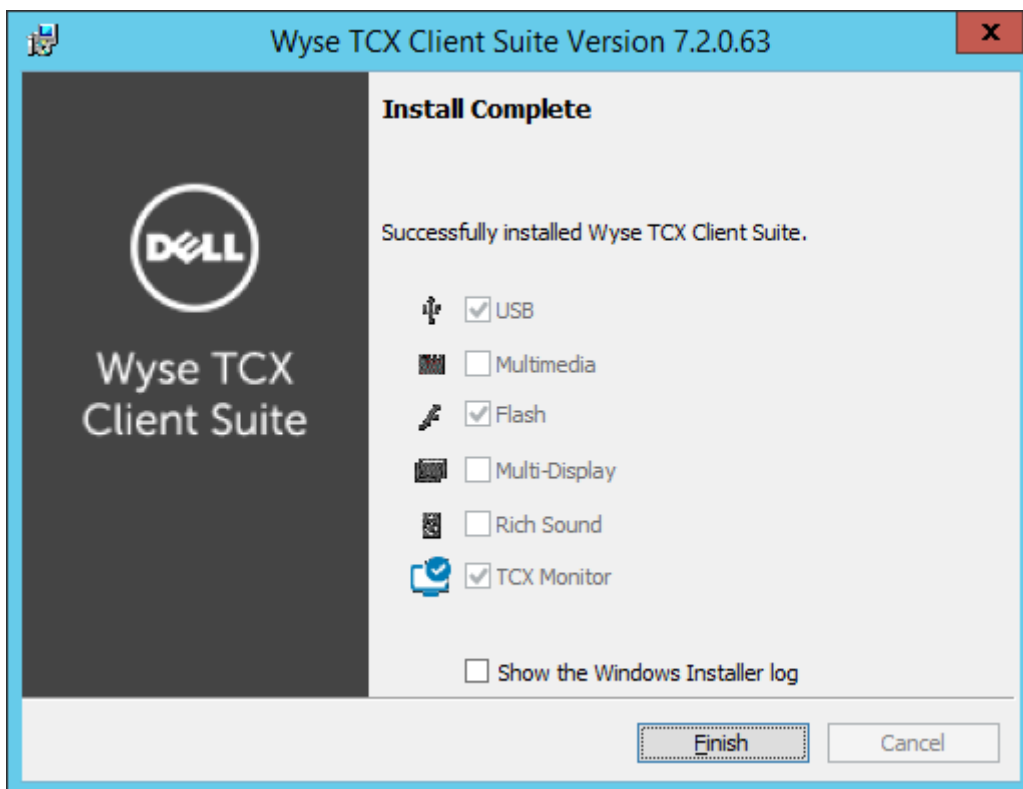 Wyse TCX Client Suite Version 7.2.0.63
x
Install Complete
Successfully installed Wyse TCX Client Suite.
DELL
Wyse TCX
Client Suite
USB
Multimedia
Flash
Multi-Display
Rich Sound
TCX Monitor
Show the Windows Installer log
Finish
Cancel